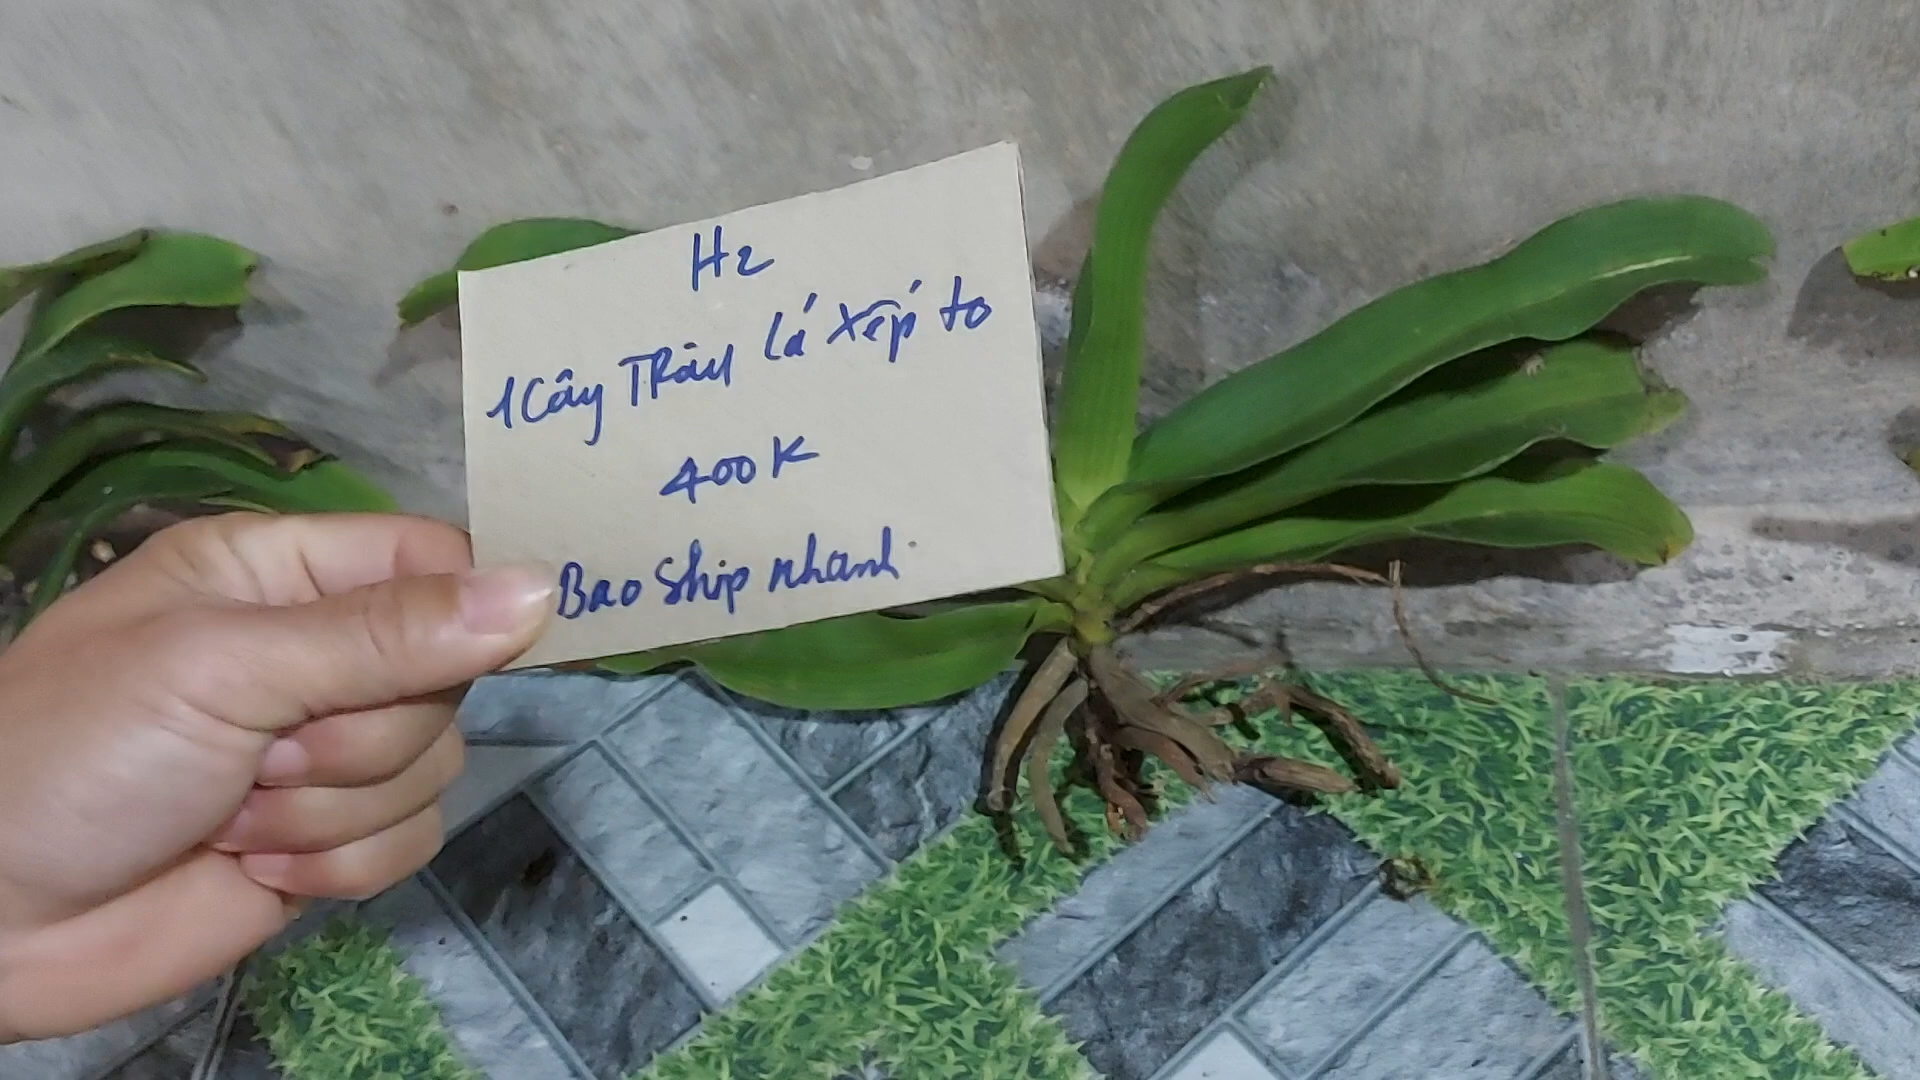 H2
1 Cây Trầu lá xếp to
400K
Bao Ship nhanh